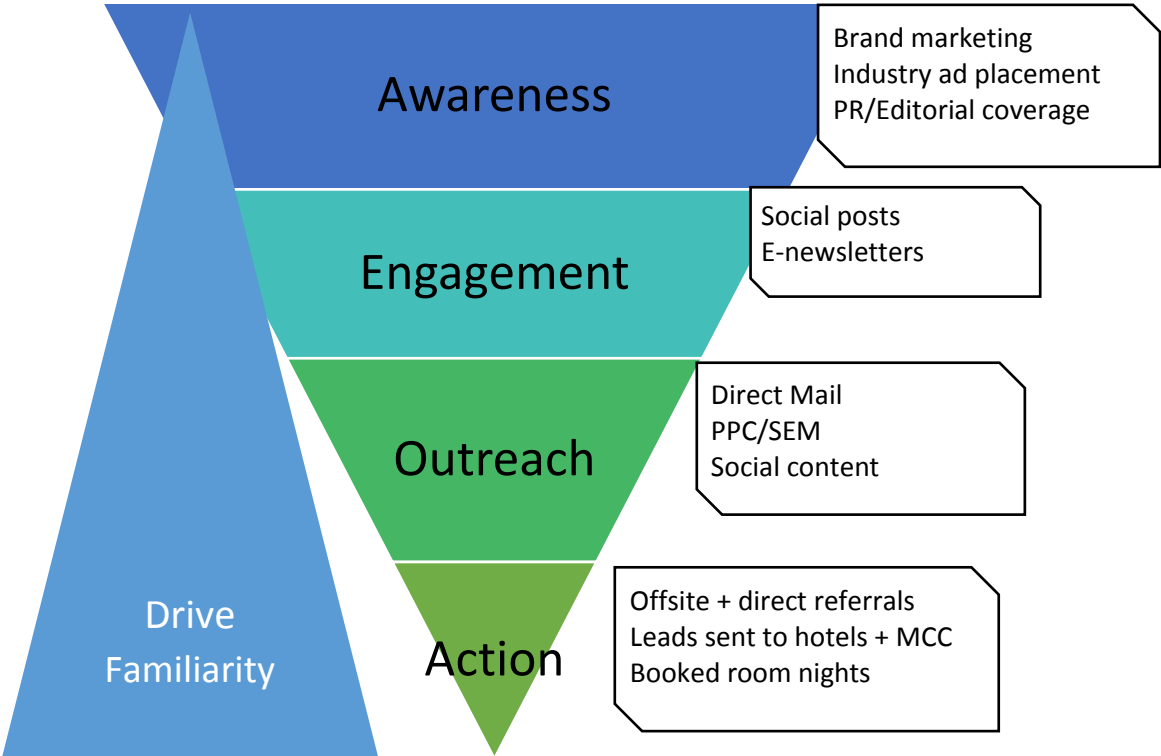 Awareness
Brand marketing
Industry ad placement
PR/Editorial coverage
Engagement
Social posts
E-newsletters
Outreach
Direct Mail
PPC/SEM
Social content
Action
Offsite + direct referrals
Leads sent to hotels + MCC
Booked room nights
Drive
Familiarity